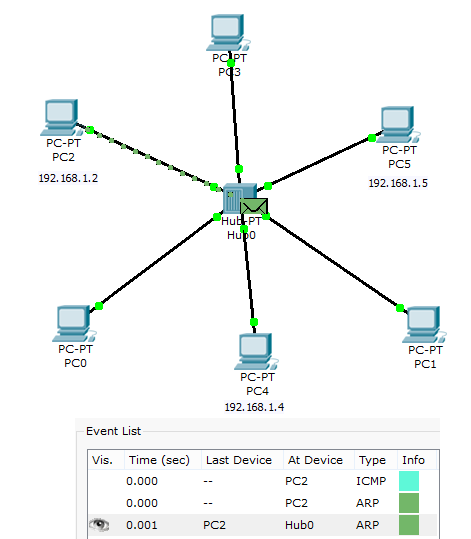 PC-PT
PC3
PC-PT
PC2
192.168.1.2
PC-PT
PC5
192.168.1.5
Hub-PT
Hub0
PC-PT
PC0
PC-PT
PC4
192.168.1.4
PC-PT
PC1
Event List
Vis. Time (sec) Last Device At Device Type Info
0.000 -- PC2 ICMP
0.000 -- PC2 ARP
0.001 PC2 Hub0 ARP